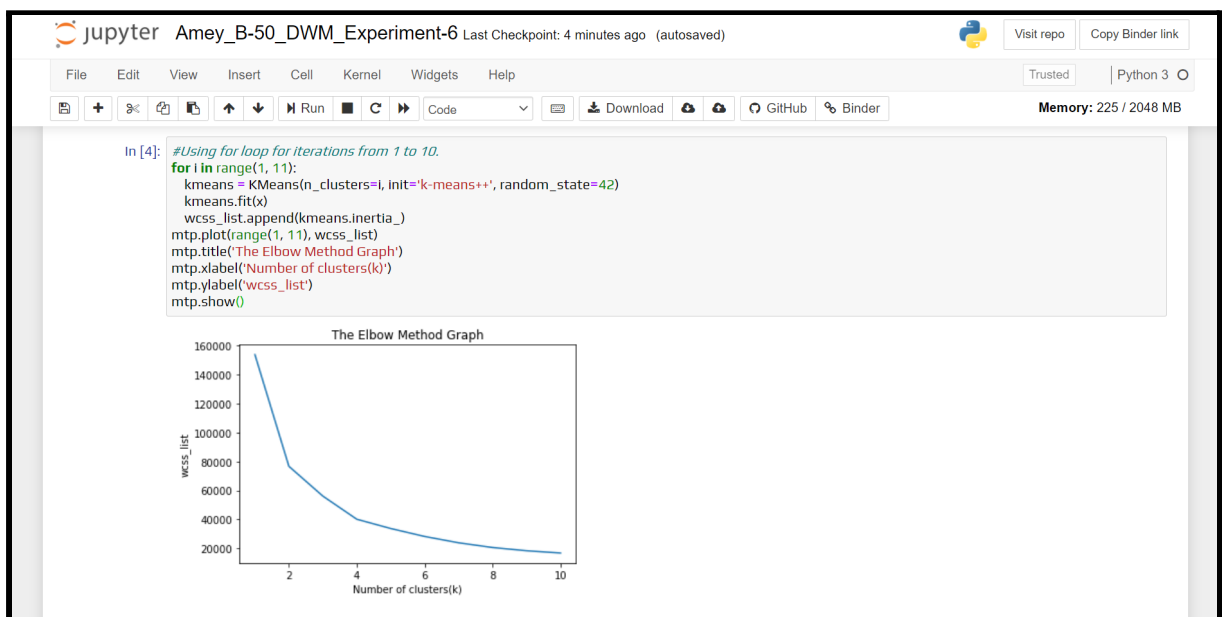 jupyter Amey_B-50_DWM_Experiment-6 Last Checkpoint: 4 minutes ago (autosaved) Visit repo Copy Binder link
File Edit View Insert Cell Kernel Widgets Help Trusted Python 3
Run Code Download GitHub Binder Memory: 225 / 2048 MB
In [4]: #Using for loop for iterations from 1 to 10.
for i in range(1, 11):
kmeans = KMeans(n_clusters=i, init='k-means++', random_state=42)
kmeans.fit(x)
wcss_list.append(kmeans.inertia_)
mtp.plot(range(1, 11), wcss_list)
mtp.title('The Elbow Method Graph')
mtp.xlabel('Number of clusters(k)')
mtp.ylabel('wcss_list')
mtp.show()
The Elbow Method Graph
160000
140000
120000
100000
80000
60000
40000
20000
wcss_list
2 4 6 8 10
Number of clusters(k)